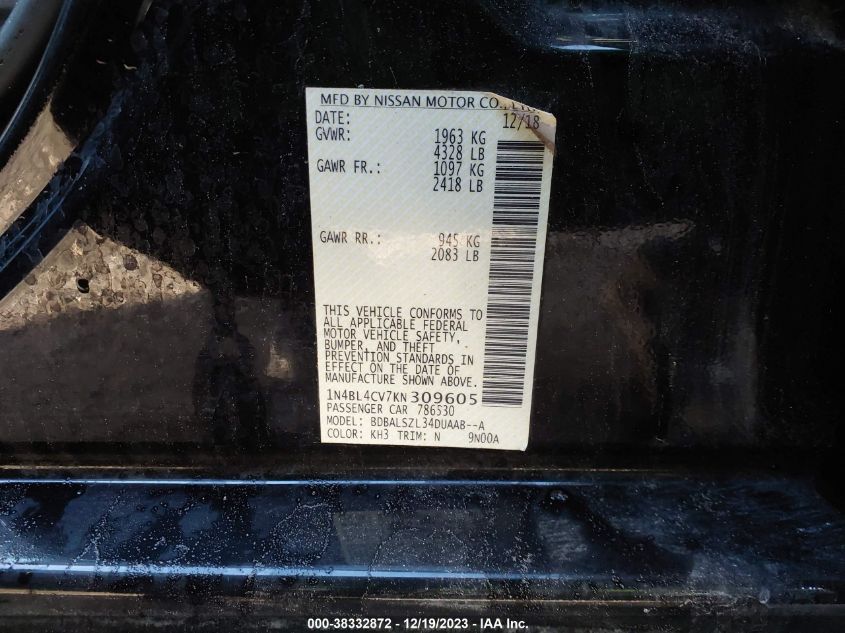 MFD BY NISSAN MOTOR CO.,LTD.
DATE: 12/18
GVWR: 1963 KG
4328 LB
GAWR FR.: 1097 KG
2418 LB
GAWR RR.: 945 KG
2083 LB
THIS VEHICLE CONFORMS TO
ALL APPLICABLE FEDERAL
MOTOR VEHICLE SAFETY,
BUMPER, AND THEFT
PREVENTION STANDARDS IN
EFFECT ON THE DATE OF
MANUFACTURE SHOWN ABOVE.
1N4BL4CV7KN309605
PASSENGER CAR 786530
MODEL: BDBALSZL34DUAAB--A
COLOR: KH3 TRIM: N 9N00A
000-38332872 / 12/19/2023 - IAA Inc.